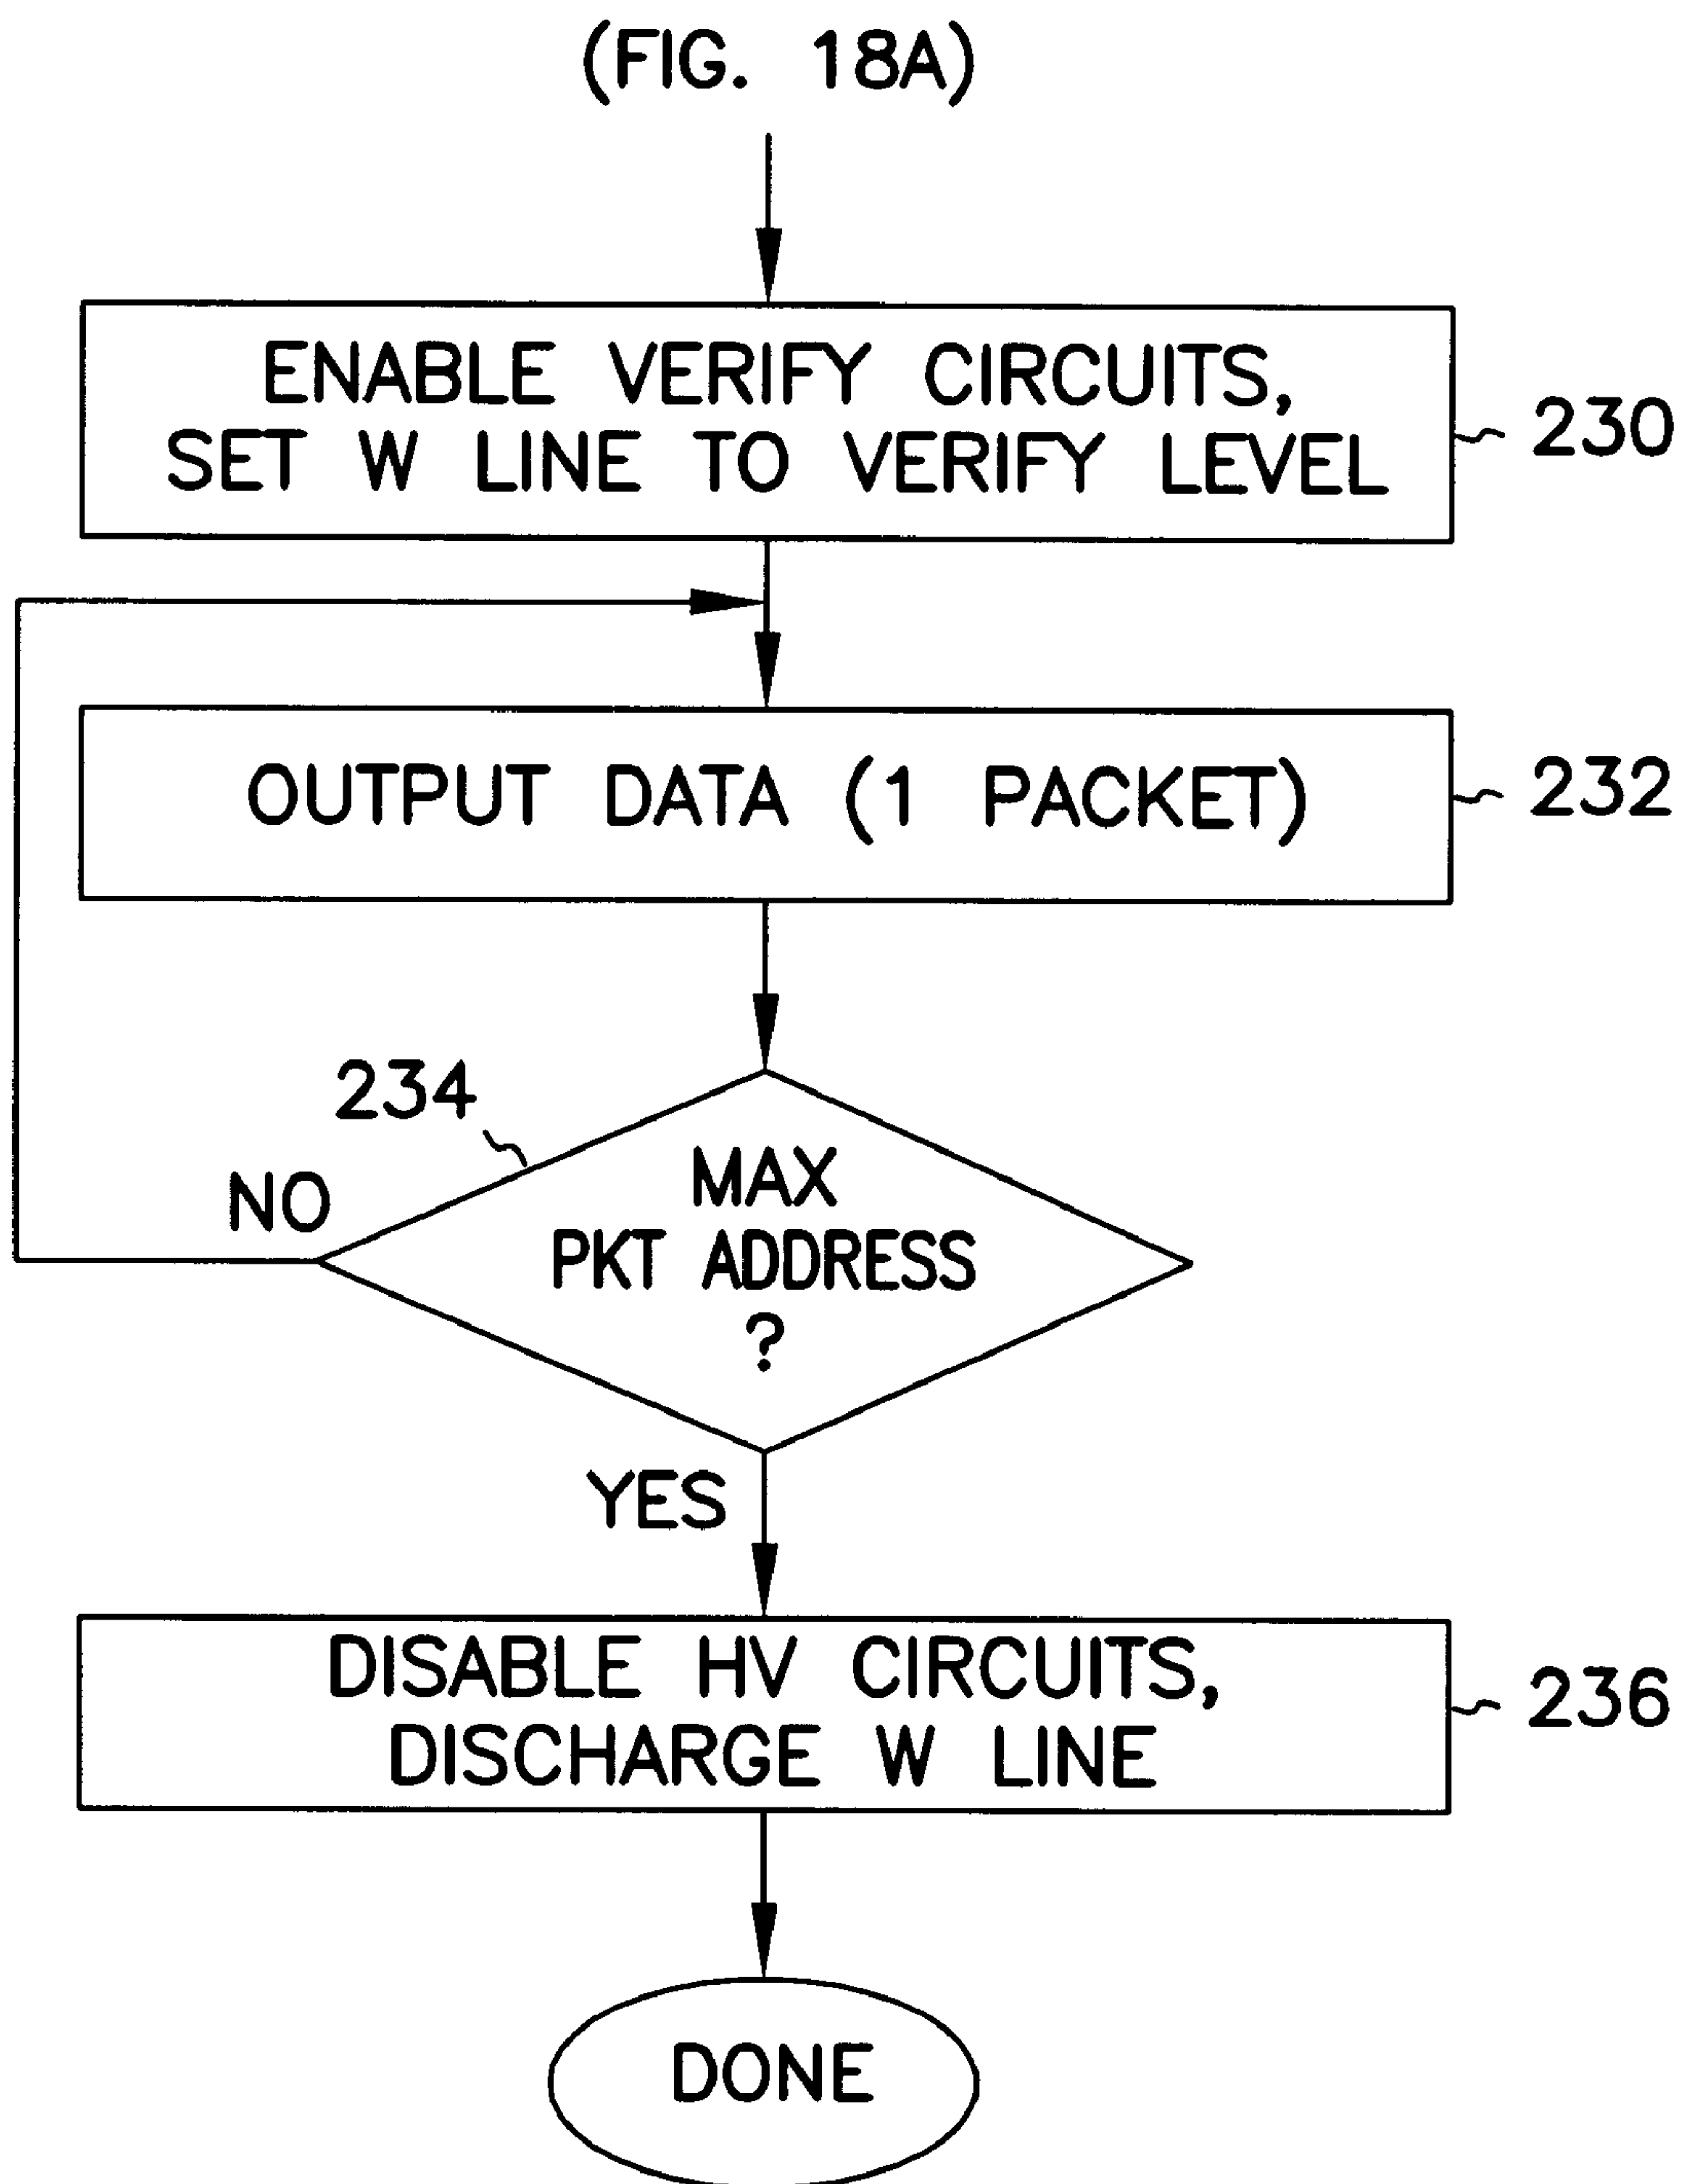 (FIG. 18A)
ENABLE VERIFY CIRCUITS,
SET W LINE TO VERIFY LEVEL
230
OUTPUT DATA (1 PACKET)
232
234
NO
MAX
PKT ADDRESS
?
YES
DISABLE HV CIRCUITS,
DISCHARGE W LINE
236
DONE